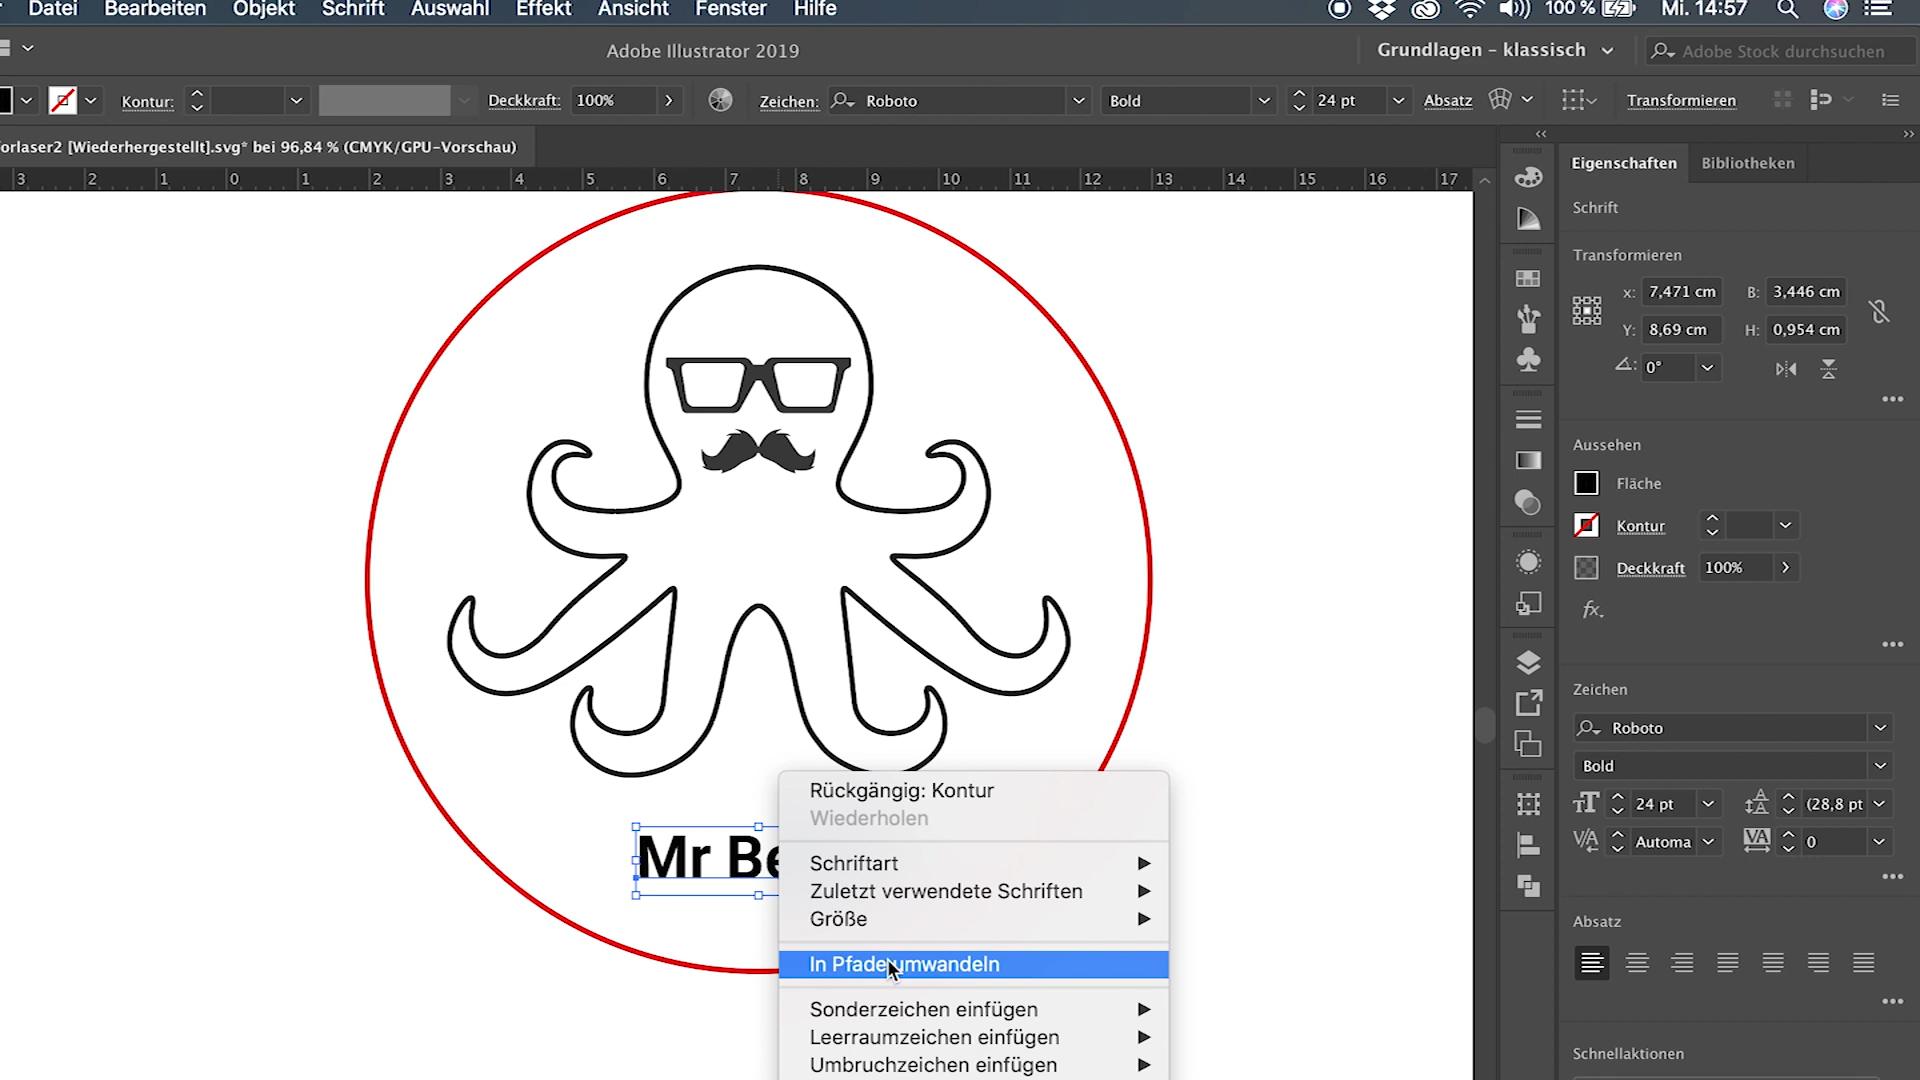 Datei Bearbeiten Objekt Schrift Auswahl Effekt Ansicht Fenster Hilfe 100 % Mi. 14:57
Adobe Illustrator 2019 Grundlagen – klassisch Adobe Stock durchsuchen
Kontur: Deckkraft: 100% Zeichen: Roboto Bold 24 pt Absatz Transformieren
orlaser2 [Wiederhergestellt].svg* bei 96,84 % (CMYK/GPU-Vorschau)
3 2 1 0 1 2 3 4 5 6 7 8 9 10 11 12 13 14 15 16 17
Eigenschaften Bibliotheken
Schrift
Transformieren
X: 7,471 cm B: 3,446 cm
Y: 8,69 cm H: 0,954 cm
0°
Aussehen
Fläche
Kontur
Deckkraft 100%
fx.
Zeichen
Roboto
Bold
24 pt (28,8 pt
Automa 0
Absatz
Schnellaktionen
Mr Be
Rückgängig: Kontur
Wiederholen
Schriftart
Zuletzt verwendete Schriften
Größe
In Pfade umwandeln
Sonderzeichen einfügen
Leerraumzeichen einfügen
Umbruchzeichen einfügen